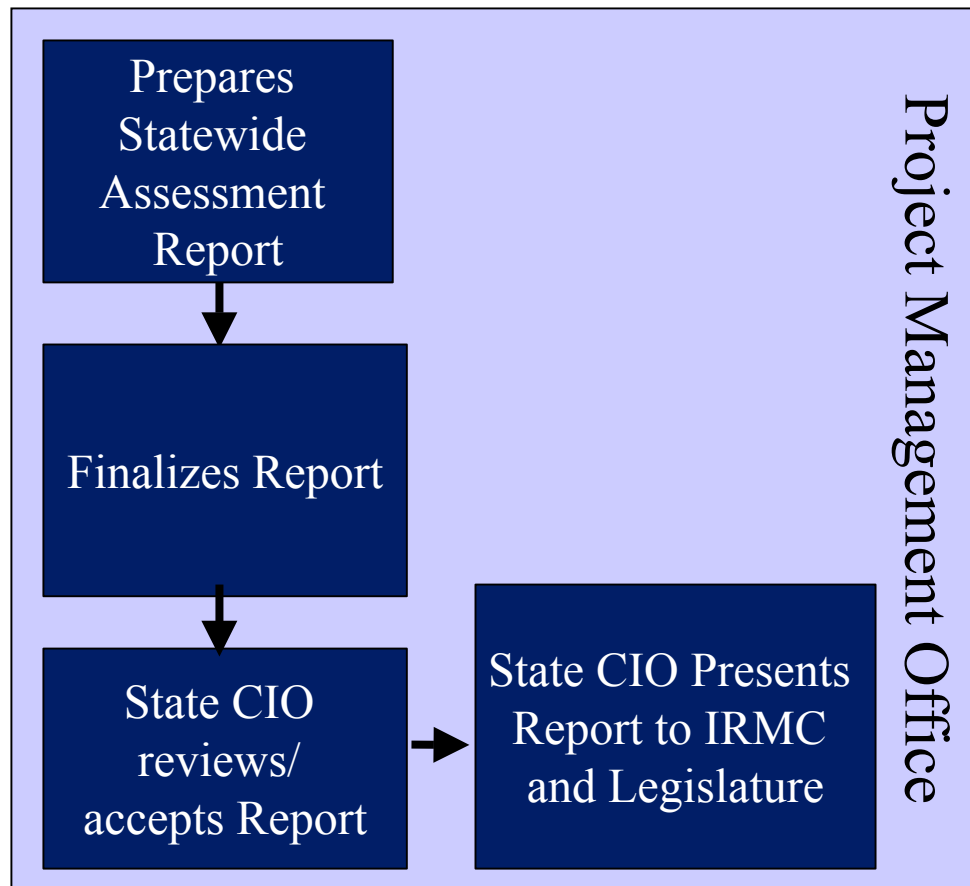 Prepares
Statewide
Assessment
Report
Finalizes Report
State CIO
reviews/
accepts Report
State CIO Presents
Report to IRMC
and Legislature
Project Management Office